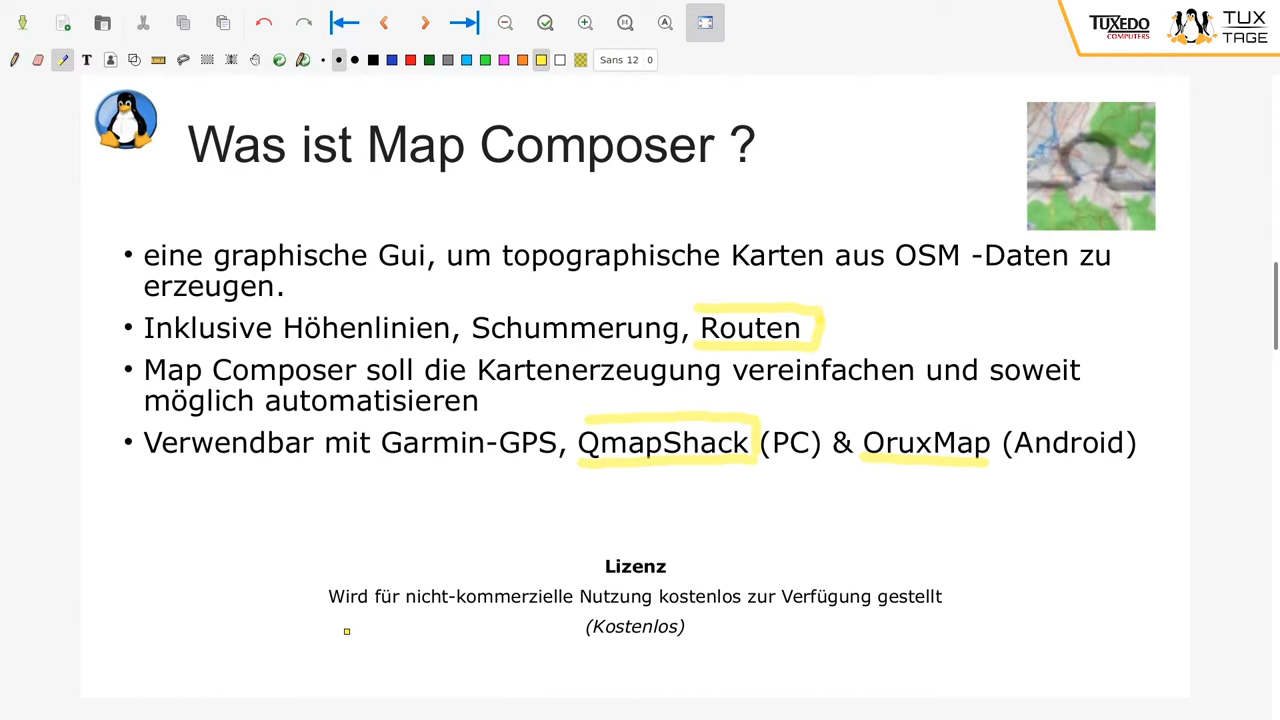 TUXEDO
COMPUTERS
TUX
TAGE
T
Sans 12 0
Was ist Map Composer ?
• eine graphische Gui, um topographische Karten aus OSM -Daten zu
erzeugen.
• Inklusive Höhenlinien, Schummerung, Routen
• Map Composer soll die Kartenerzeugung vereinfachen und soweit
möglich automatisieren
• Verwendbar mit Garmin-GPS, QmapShack (PC) & OruxMap (Android)
Lizenz
Wird für nicht-kommerzielle Nutzung kostenlos zur Verfügung gestellt
(Kostenlos)